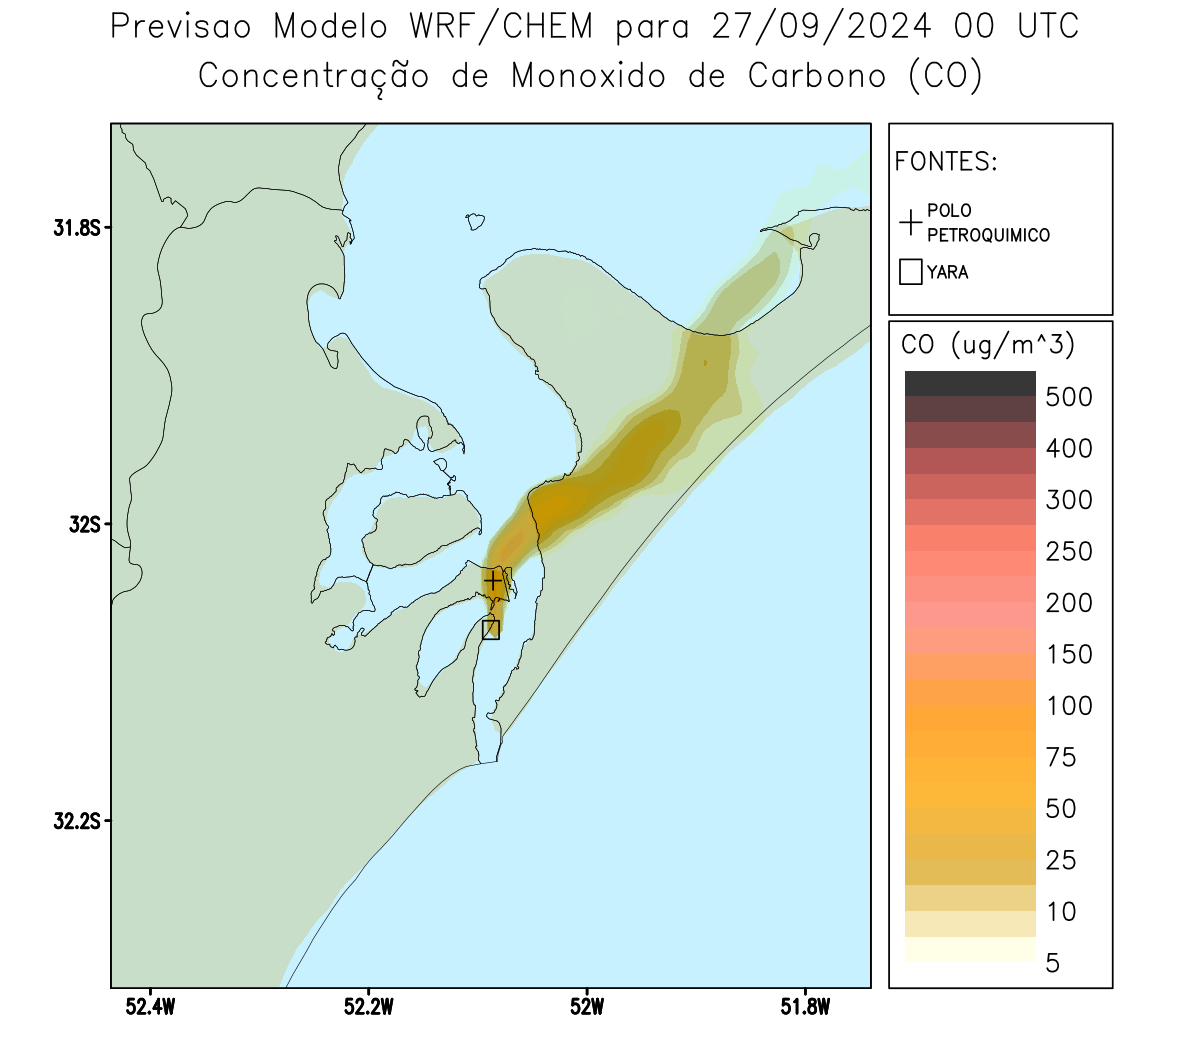 Previsao Modelo WRF/CHEM para 27/09/2024 00 UTC
Concentração de Monoxido de Carbono (CO)
FONTES:
POLO
PETROQUIMICO
YARA
CO (ug/m^3)
500
400
300
250
200
150
100
75
50
25
10
5
31.8S
32S
32.2S
52.4W
52.2W
52W
51.8W